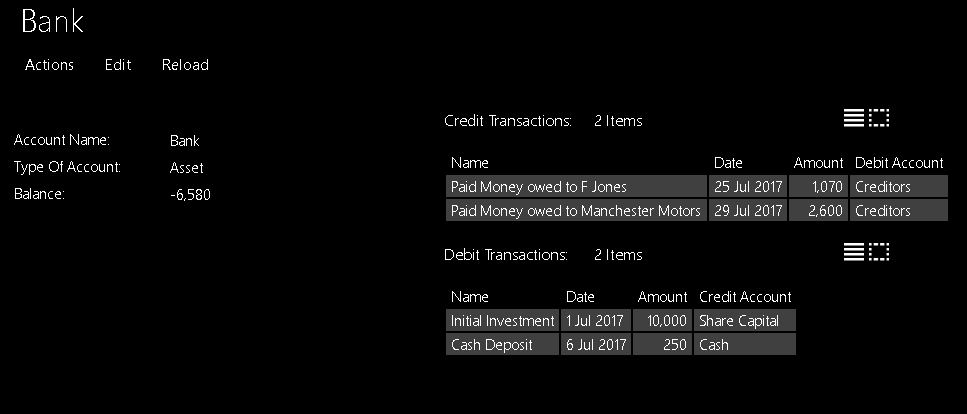 Bank
Actions Edit Reload
Account Name: Bank
Type Of Account: Asset
Balance: -6,580
Credit Transactions: 2 Items
Name Date Amount Debit Account
Paid Money owed to F Jones 25 Jul 2017 1,070 Creditors
Paid Money owed to Manchester Motors 29 Jul 2017 2,600 Creditors
Debit Transactions: 2 Items
Name Date Amount Credit Account
Initial Investment 1 Jul 2017 10,000 Share Capital
Cash Deposit 6 Jul 2017 250 Cash